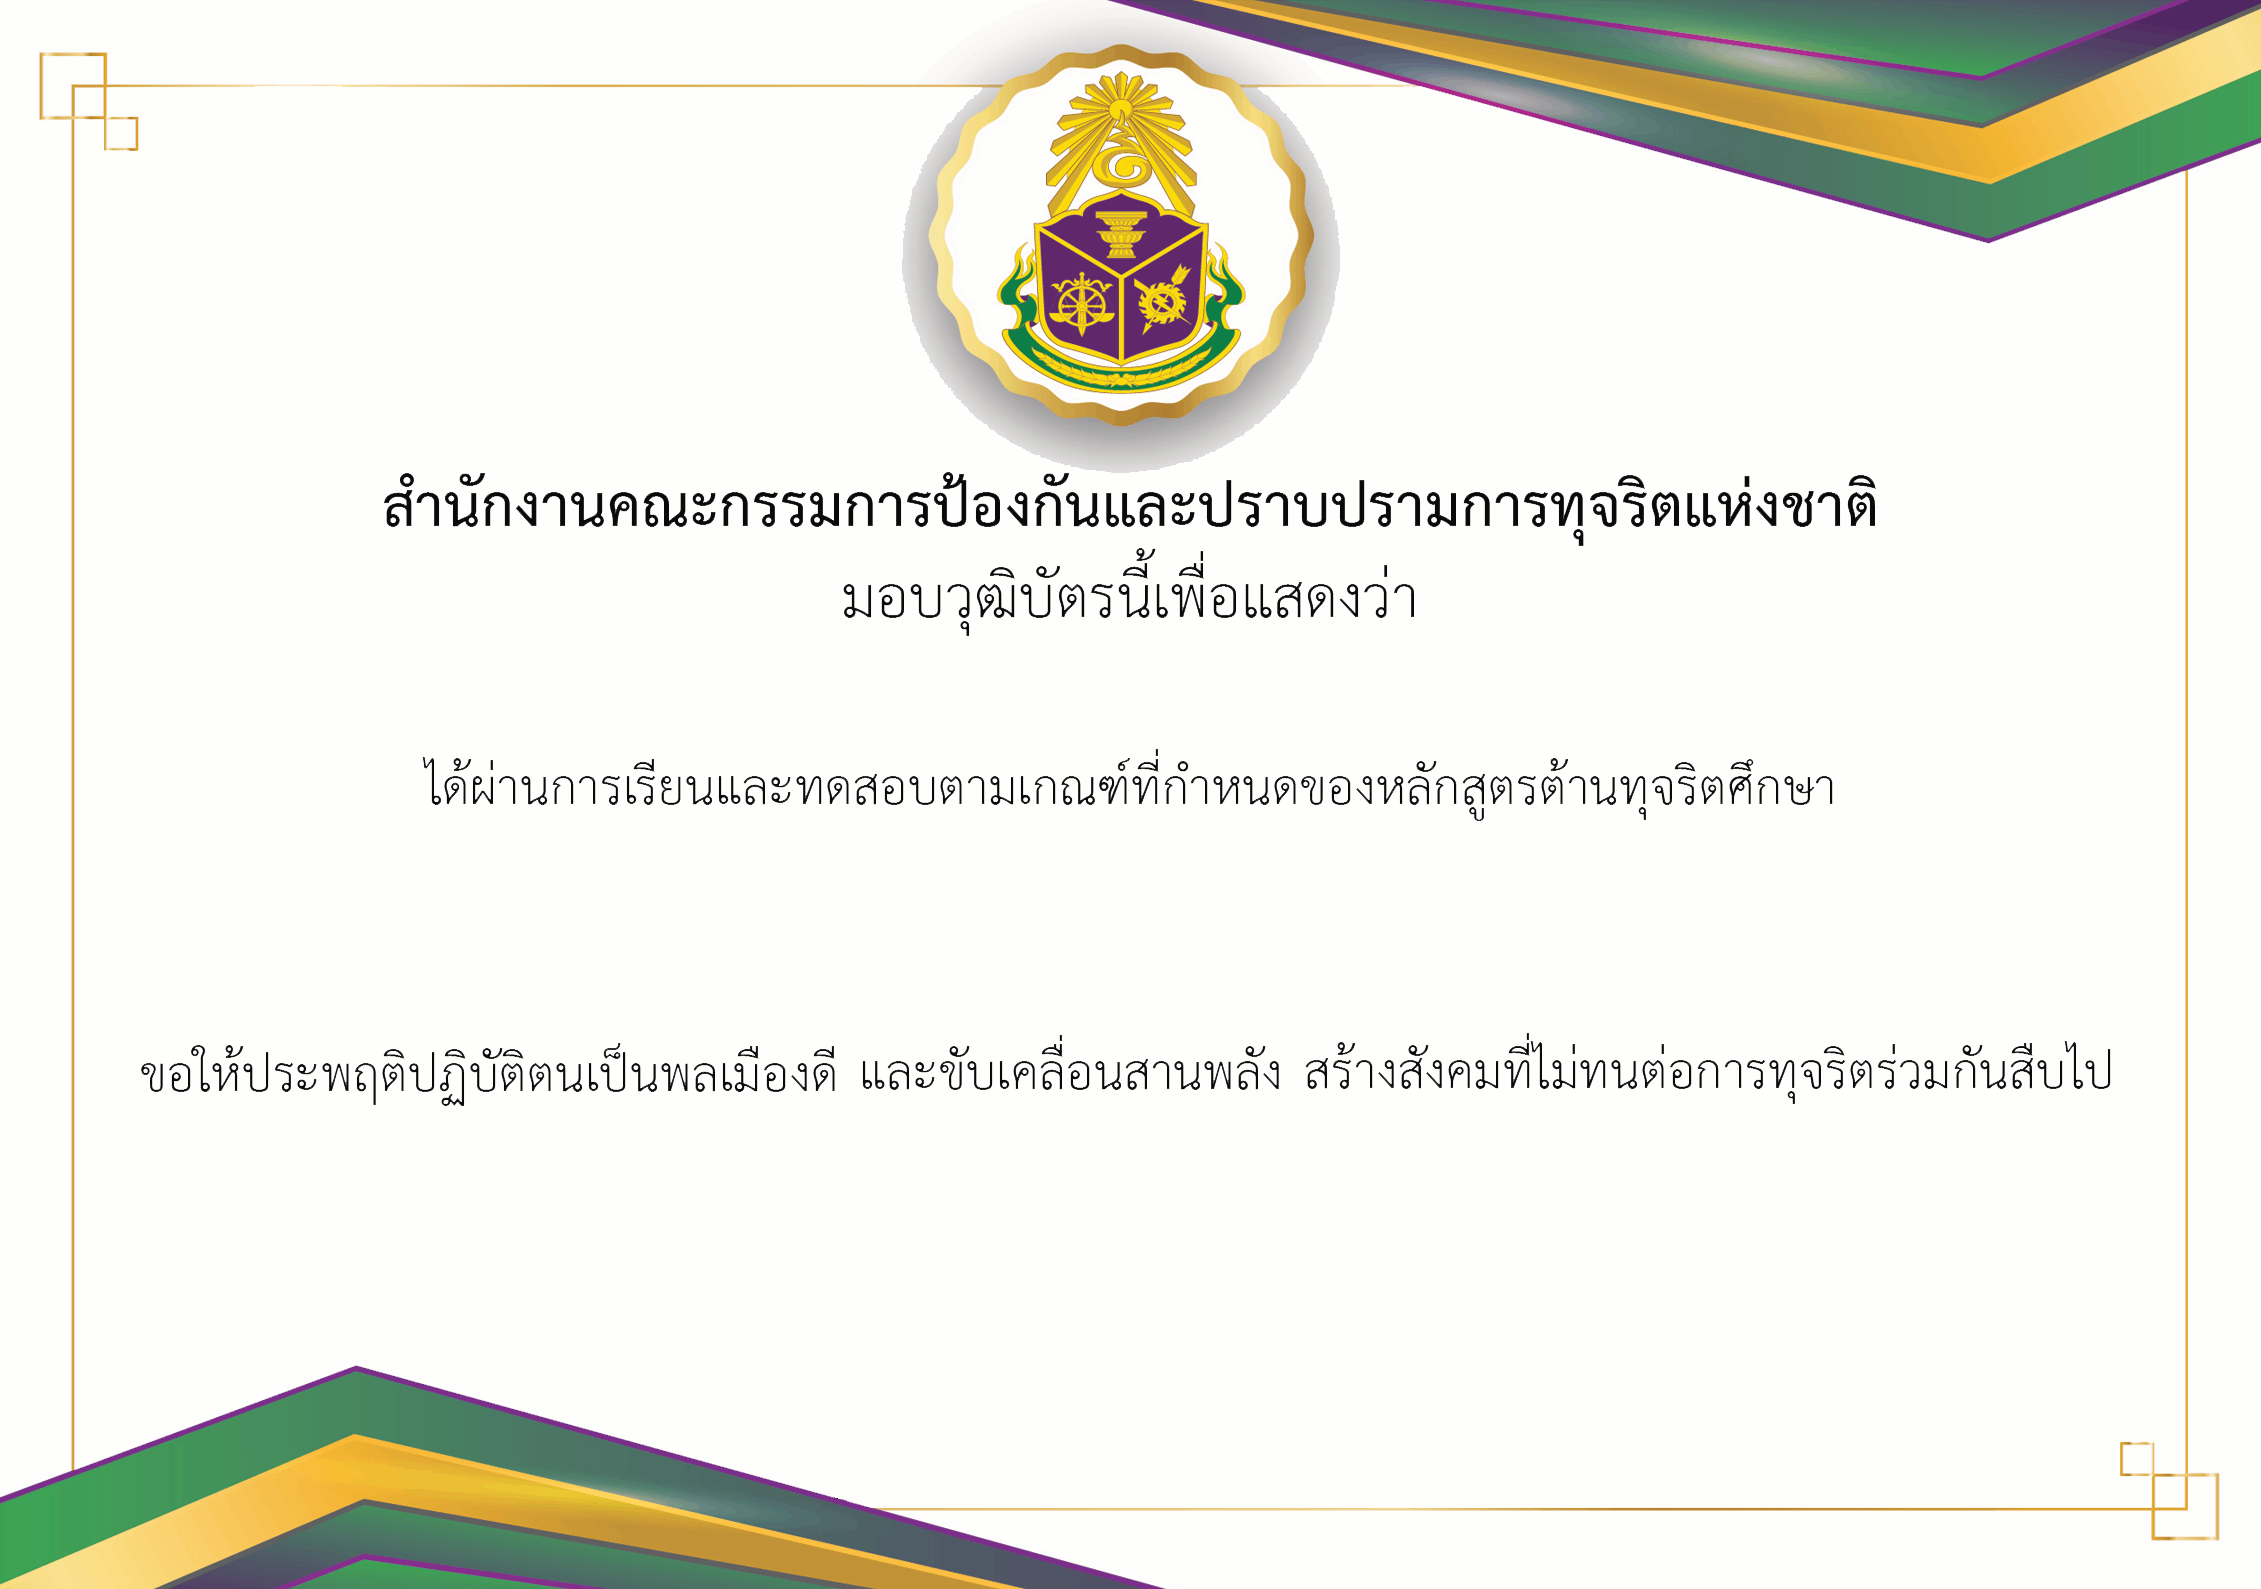 สำนักงานคณะกรรมการป้องกันและปราบปรามการทุจริตแห่งชาติ
มอบวุฒิบัตรนี้เพื่อแสดงว่า
ได้ผ่านการเรียนและทดสอบตามเกณฑ์ที่กำหนดของหลักสูตรต้านทุจริตศึกษา
ขอให้ประพฤติปฏิบัติตนเป็นพลเมืองดี และขับเคลื่อนสานพลัง สร้างสังคมที่ไม่ทนต่อการทุจริตร่วมกันสืบไป